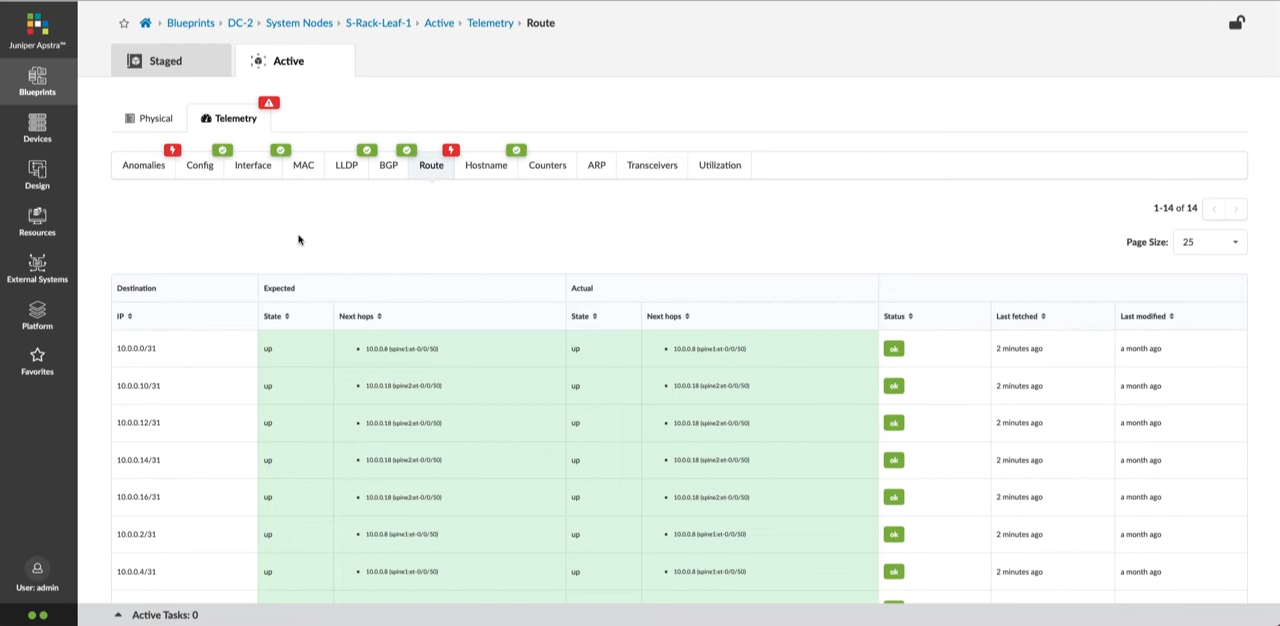 Juniper Apstra™
Blueprints › DC-2 › System Nodes › S-Rack-Leaf-1 › Active › Telemetry › Route
Blueprints
Devices
Design
Resources
External Systems
Platform
Favorites
User: admin
Staged Active
Physical Telemetry
Anomalies Config Interface MAC LLDP BGP Route Hostname Counters ARP Transceivers Utilization
1-14 of 14
Page Size: 25
Destination Expected Actual
IP State Next hops State Next hops Status Last fetched Last modified
10.0.0.0/31 up • 10.0.0.8 (spine1:et-0/0/50) up • 10.0.0.8 (spine1:et-0/0/50) ok 2 minutes ago a month ago
10.0.0.10/31 up • 10.0.0.18 (spine2:et-0/0/50) up • 10.0.0.18 (spine2:et-0/0/50) ok 2 minutes ago a month ago
10.0.0.12/31 up • 10.0.0.18 (spine2:et-0/0/50) up • 10.0.0.18 (spine2:et-0/0/50) ok 2 minutes ago a month ago
10.0.0.14/31 up • 10.0.0.18 (spine2:et-0/0/50) up • 10.0.0.18 (spine2:et-0/0/50) ok 2 minutes ago a month ago
10.0.0.16/31 up • 10.0.0.18 (spine2:et-0/0/50) up • 10.0.0.18 (spine2:et-0/0/50) ok 2 minutes ago a month ago
10.0.0.2/31 up • 10.0.0.8 (spine1:et-0/0/50) up • 10.0.0.8 (spine1:et-0/0/50) ok 2 minutes ago a month ago
10.0.0.4/31 up • 10.0.0.8 (spine1:et-0/0/50) up • 10.0.0.8 (spine1:et-0/0/50) ok 2 minutes ago a month ago
Active Tasks: 0